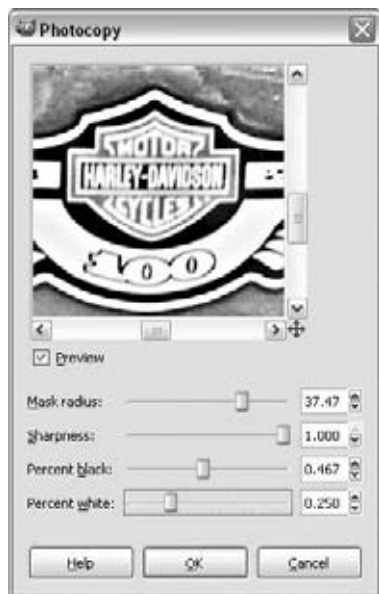 Photocopy
MOTOR
HARLEY-DAVIDSON
CYCLES
Preview
Mask radius: 37.47
Sharpness: 1.000
Percent black: 0.467
Percent white: 0.250
Help OK Cancel